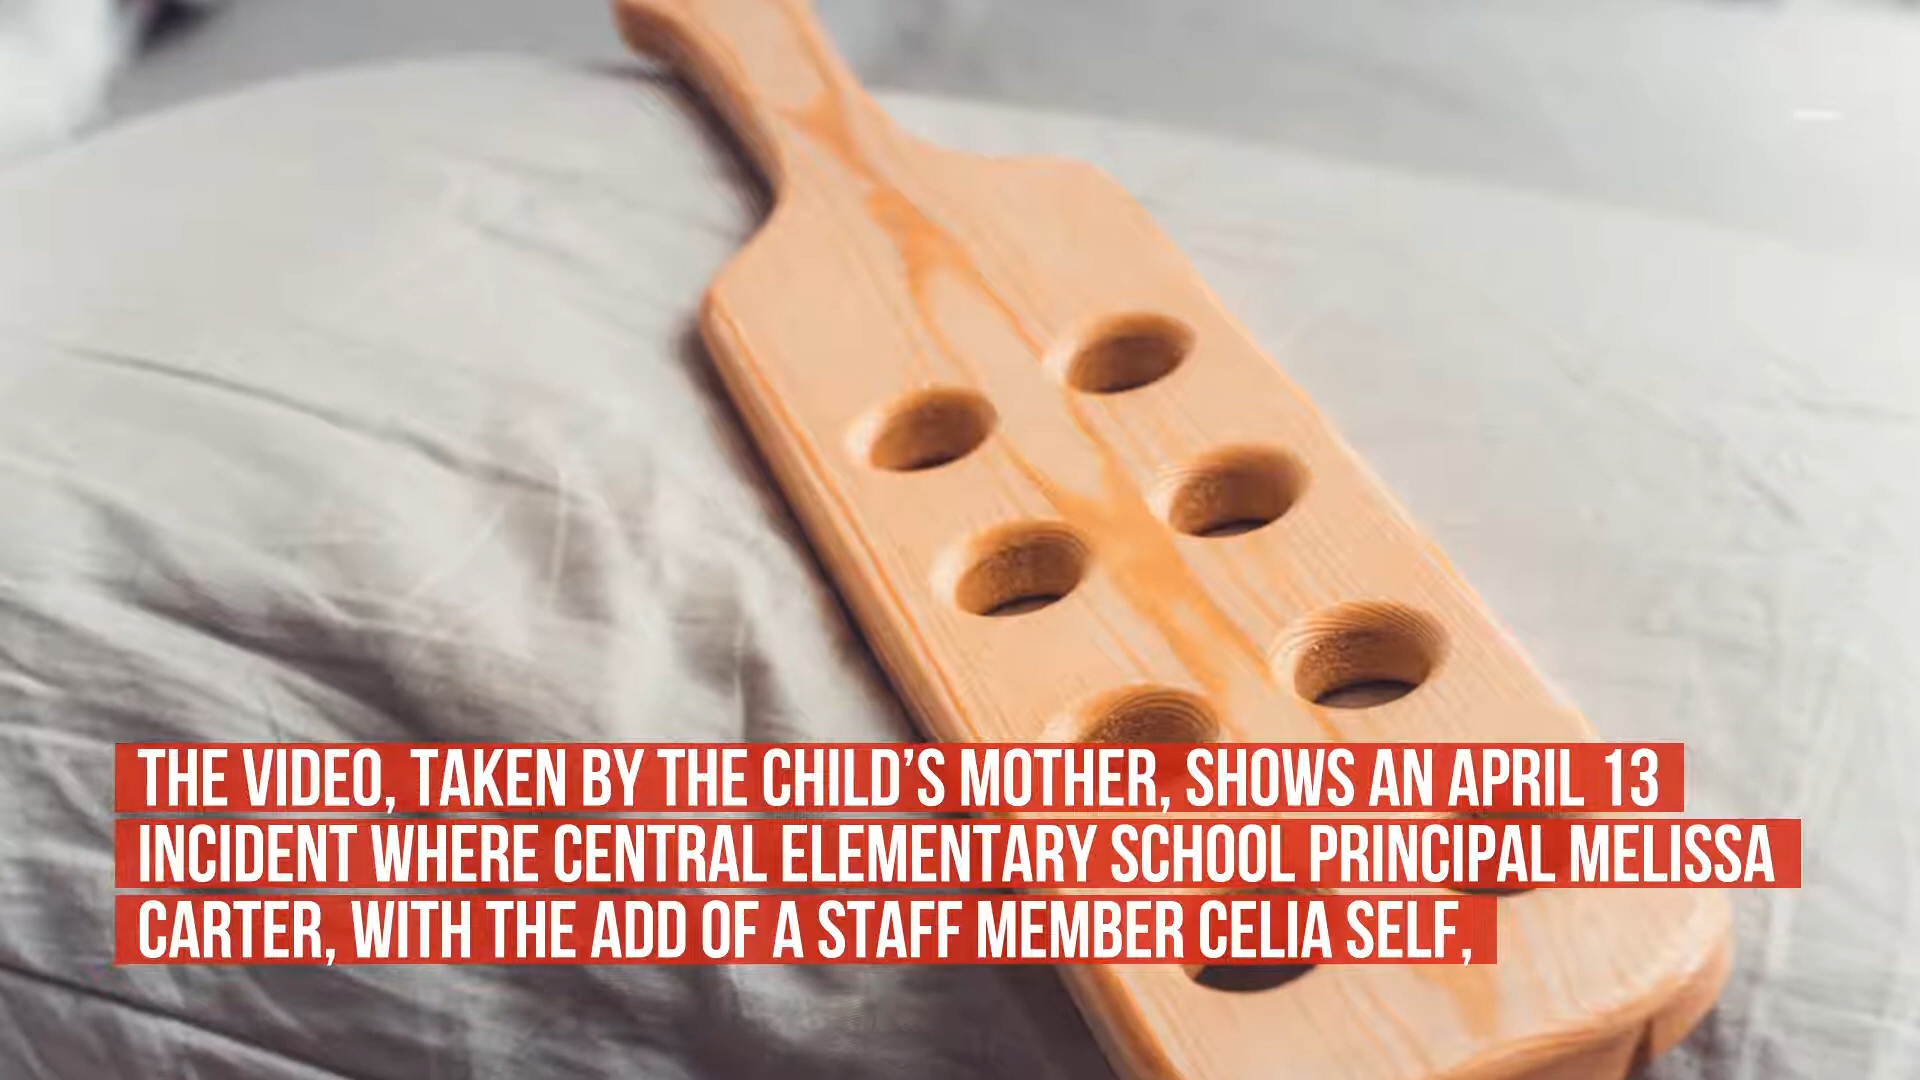 THE VIDEO, TAKEN BY THE CHILD’S MOTHER, SHOWS AN APRIL 13
INCIDENT WHERE CENTRAL ELEMENTARY SCHOOL PRINCIPAL MELISSA
CARTER, WITH THE ADD OF A STAFF MEMBER CELIA SELF,